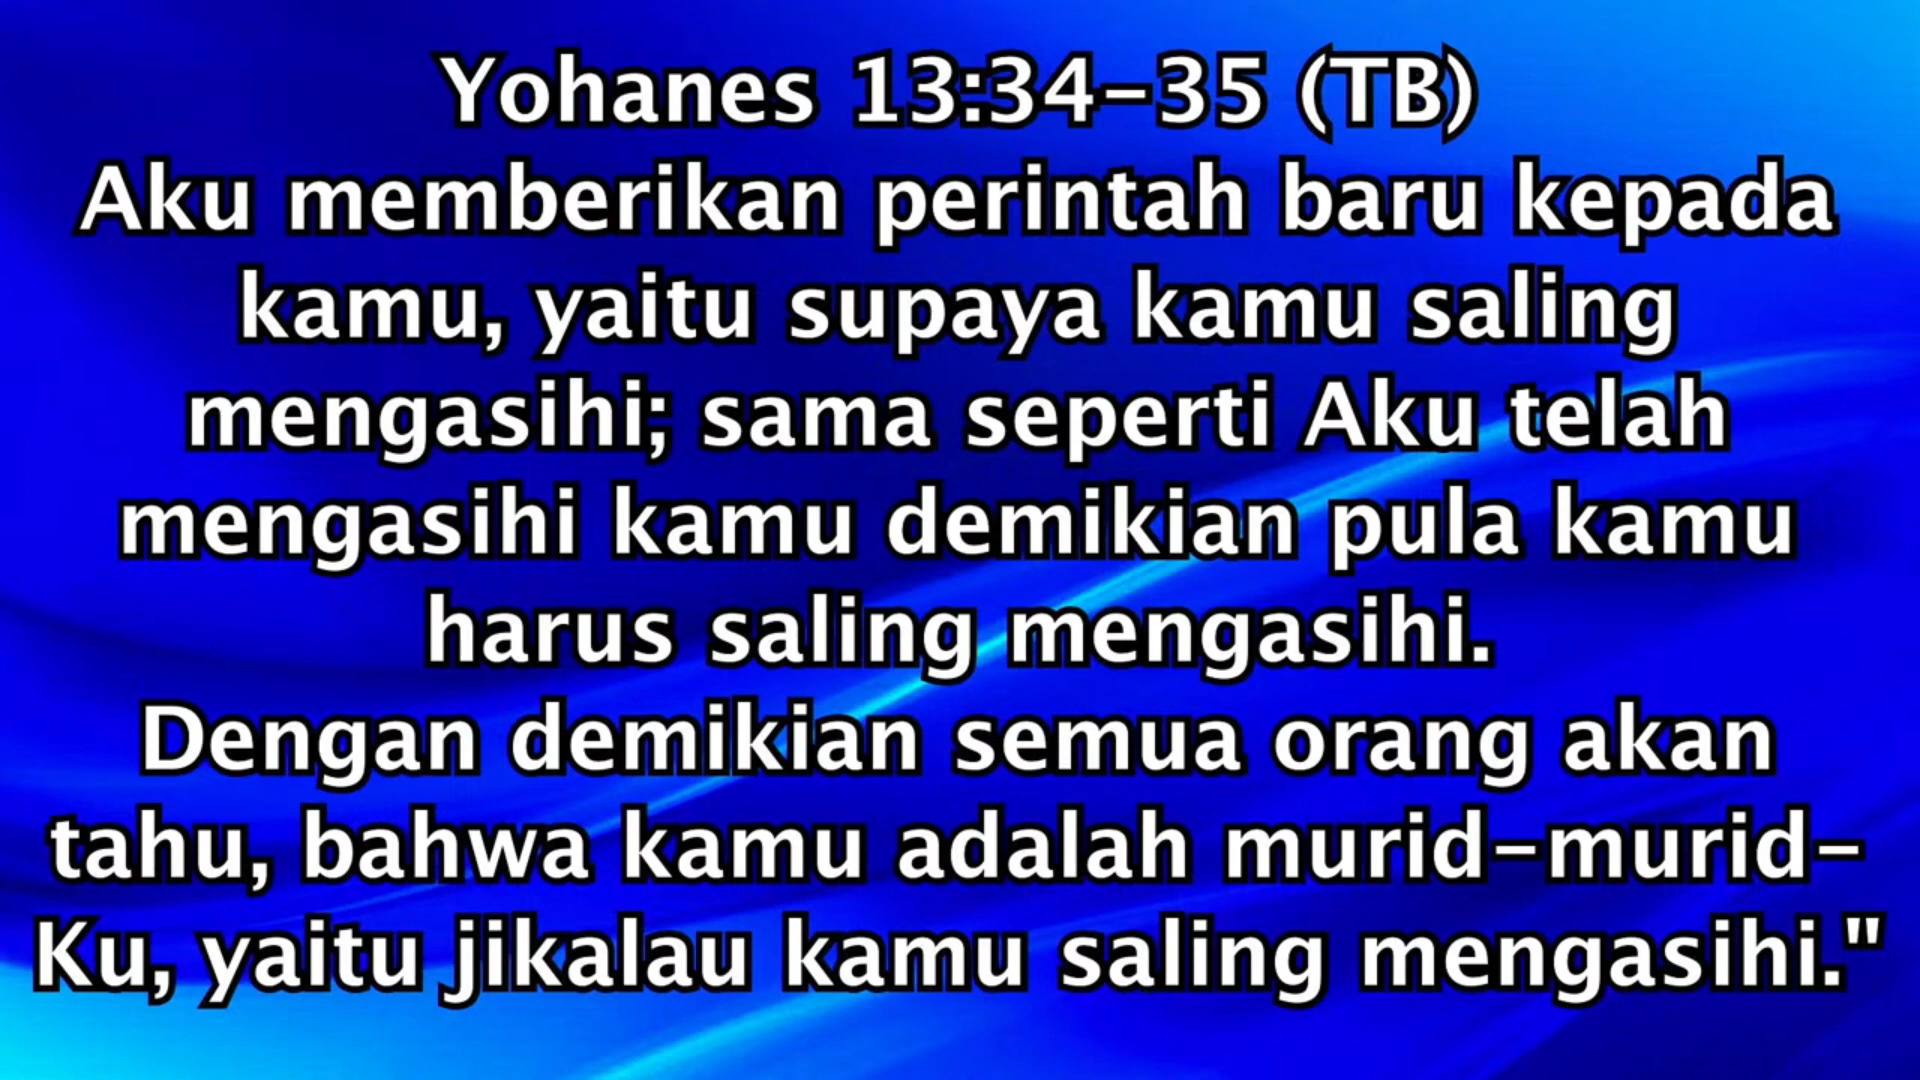 Yohanes 13:34-35 (TB)
Aku memberikan perintah baru kepada
kamu, yaitu supaya kamu saling
mengasihi; sama seperti Aku telah
mengasihi kamu demikian pula kamu
harus saling mengasihi.
Dengan demikian semua orang akan
tahu, bahwa kamu adalah murid-murid-
Ku, yaitu jikalau kamu saling mengasihi."